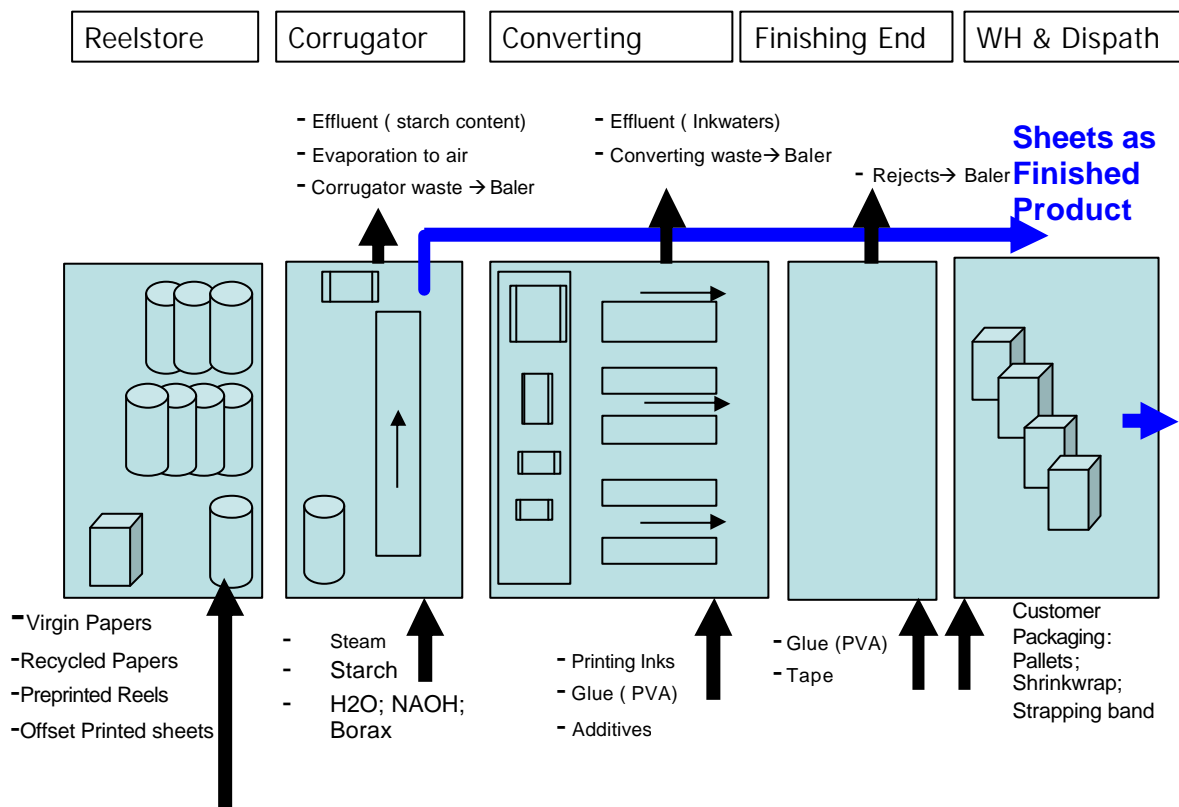 Reelstore
Corrugator
Converting
Finishing End
WH & Dispath
- Effluent ( starch content)
- Evaporation to air
- Corrugator waste → Baler
- Effluent ( Inkwaters)
- Converting waste→ Baler
- Rejects→ Baler
Sheets as
Finished
Product
-Virgin Papers
-Recycled Papers
-Preprinted Reels
-Offset Printed sheets
- Steam
- Starch
- H2O; NAOH;
Borax
- Printing Inks
- Glue ( PVA)
- Additives
- Glue (PVA)
- Tape
Customer
Packaging:
Pallets;
Shrinkwrap;
Strapping band